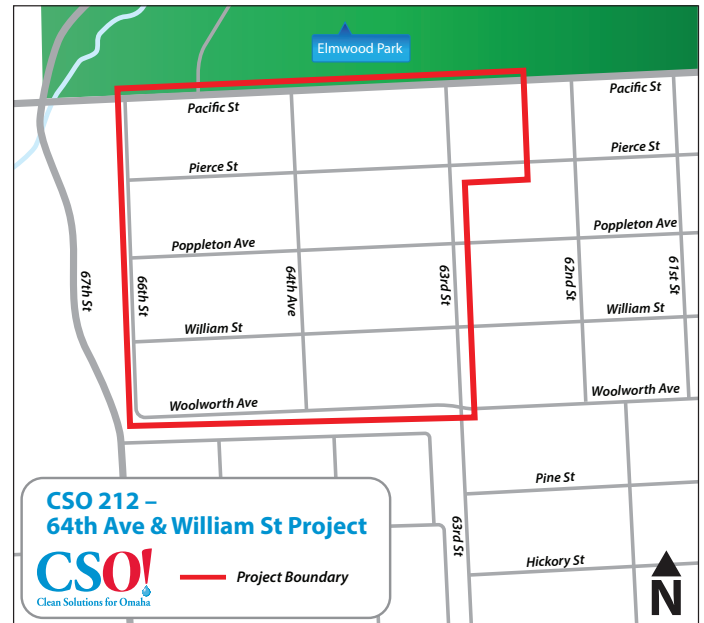 Elmwood Park
Pacific St
Pacific St
Pierce St
Pierce St
Poppleton Ave
Poppleton Ave
67th St
66th St
64th Ave
63rd St
62nd St
61st St
William St
William St
Woolworth Ave
Woolworth Ave
Pine St
63rd St
Hickory St
CSO 212 –
64th Ave & William St Project
CSO!
Clean Solutions for Omaha
Project Boundary
N